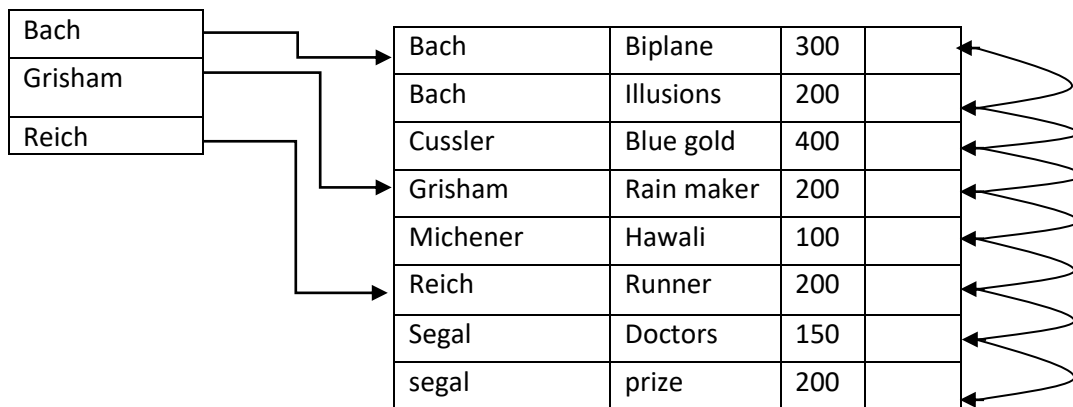 Bach
Grisham
Reich
Bach Biplane 300
Bach Illusions 200
Cussler Blue gold 400
Grisham Rain maker 200
Michener Hawali 100
Reich Runner 200
Segal Doctors 150
segal prize 200